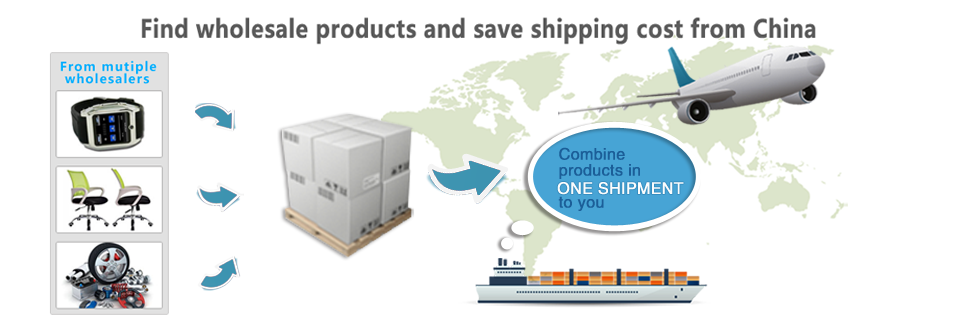 Find wholesale products and save shipping cost from China
From mutiple
wholesalers
Combine
products in
ONE SHIPMENT
to you